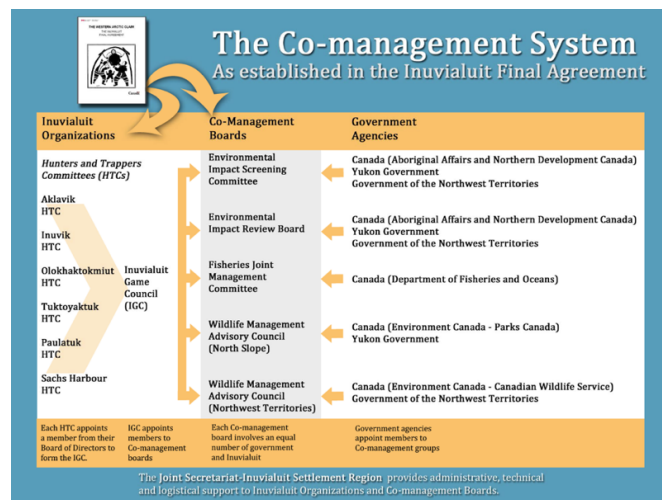 THE WESTERN ARCTIC CLAIM
THE INUVIALUIT
FINAL AGREEMENT
Canada
The Co-management System
As established in the Inuvialuit Final Agreement
Inuvialuit
Organizations
Co-Management
Boards
Government
Agencies
Hunters and Trappers
Committees (HTCs)
Aklavik
HTC
Inuvik
HTC
Olokhaktokmiut
HTC
Tuktoyaktuk
HTC
Paulatuk
HTC
Sachs Harbour
HTC
Inuvialuit
Game
Council
(IGC)
Environmental
Impact Screening
Committee
Environmental
Impact Review Board
Fisheries Joint
Management
Committee
Wildlife Management
Advisory Council
(North Slope)
Wildlife Management
Advisory Council
(Northwest Territories)
Canada (Aboriginal Affairs and Northern Development Canada)
Yukon Government
Government of the Northwest Territories
Canada (Aboriginal Affairs and Northern Development Canada)
Yukon Government
Government of the Northwest Territories
Canada (Department of Fisheries and Oceans)
Canada (Environment Canada - Parks Canada)
Yukon Government
Canada (Environment Canada - Canadian Wildlife Service)
Government of the Northwest Territories
Each HTC appoints
a member from their
Board of Directors to
form the IGC.
IGC appoints
members to
Co-management
boards
Each Co-management
board involves an equal
number of government
and Inuvialuit
Government agencies
appoint members to
Co-management groups
The Joint Secretariat-Inuvialuit Settlement Region provides administrative, technical
and logistical support to Inuvialuit Organizations and Co-management Boards.